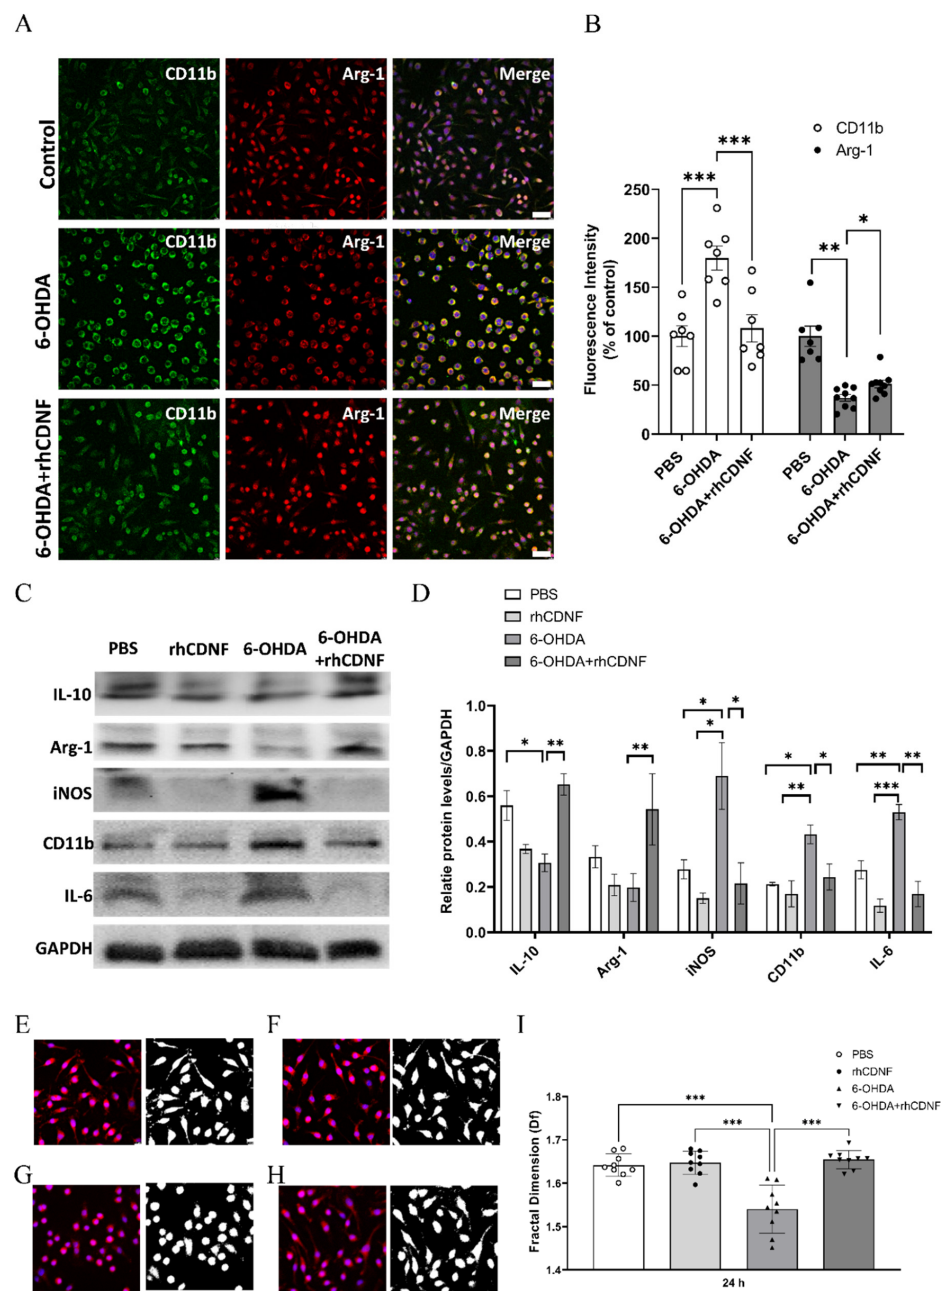 A
B
CD11b
Arg-1
Merge
Control
CD11b
Arg-1
Merge
6-OHDA
CD11b
Arg-1
Merge
6-OHDA+rhCDNF
CD11b
Arg-1
***
***
**
*
250
200
150
100
50
0
Fluorescence Intensity
(% of control)
PBS
6-OHDA
6-OHDA+rhCDNF
PBS
6-OHDA
6-OHDA+rhCDNF
C
PBS
rhCDNF
6-OHDA
6-OHDA
+rhCDNF
IL-10
Arg-1
iNOS
CD11b
IL-6
GAPDH
D
PBS
rhCDNF
6-OHDA
6-OHDA+rhCDNF
Relatie protein levels/GAPDH
1.0
0.8
0.6
0.4
0.2
0.0
* **
**
* *
*
* *
**
** **
***
IL-10
Arg-1
iNOS
CD11b
IL-6
E
F
G
H
I
PBS
rhCDNF
6-OHDA
6-OHDA+rhCDNF
***
*** ***
Fractal Dimension (Df)
1.8
1.7
1.6
1.5
1.4
24 h